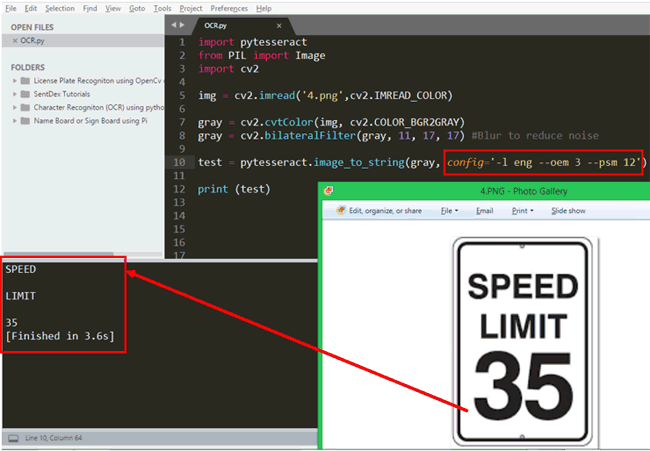 File Edit Selection Find View Goto Tools Project Preferences Help
OPEN FILES
× OCR.py
FOLDERS
License Plate Recogniton using OpenCv
SentDex Tutorials
Character Recogniton (OCR) using pytho
Name Board or Sign Board using Pi
OCR.py ×
1 import pytesseract
2 from PIL import Image
3 import cv2
4
5 img = cv2.imread('4.png',cv2.IMREAD_COLOR)
6
7 gray = cv2.cvtColor(img, cv2.COLOR_BGR2GRAY)
8 gray = cv2.bilateralFilter(gray, 11, 17, 17) #Blur to reduce noise
9
10 test = pytesseract.image_to_string(gray, config='-l eng --oem 3 --psm 12')
11
12 print (test)
13
14
15
16
17
SPEED
LIMIT
35
[Finished in 3.6s]
Line 10, Column 64
4.PNG - Photo Gallery
Edit, organize, or share File Email Print Slide show
SPEED
LIMIT
35